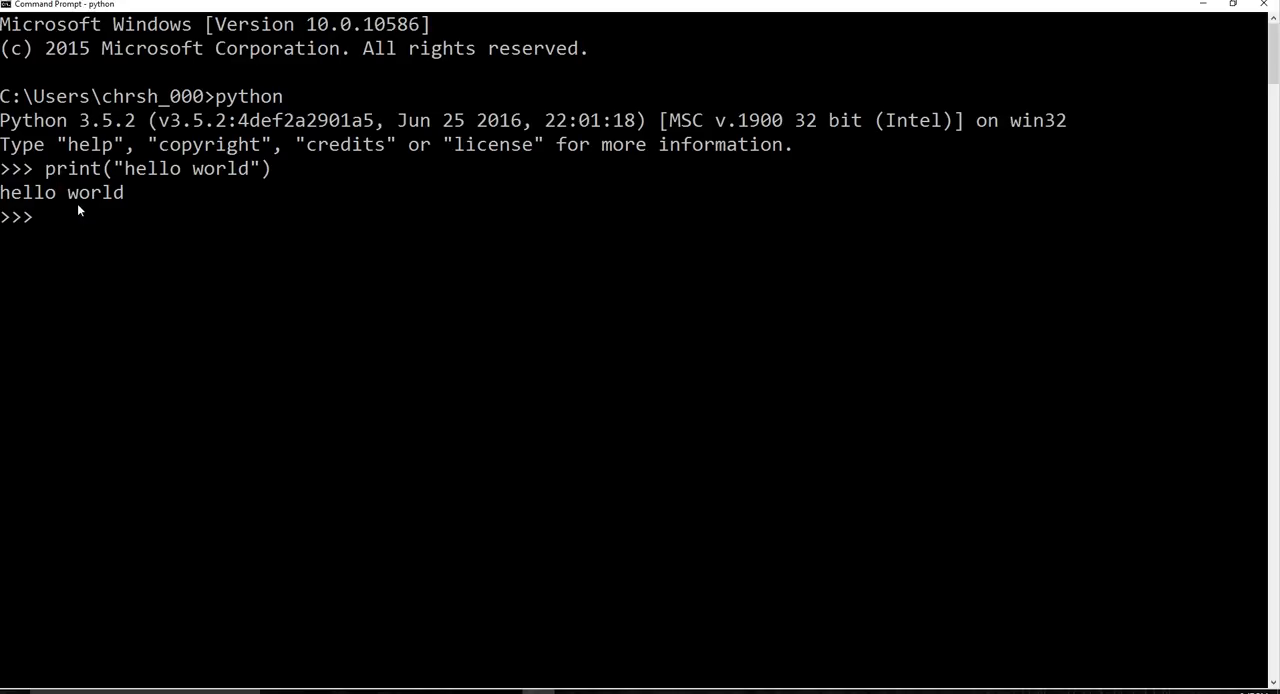 Command Prompt - python
Microsoft Windows [Version 10.0.10586]
(c) 2015 Microsoft Corporation. All rights reserved.
C:\Users\chrsh_000>python
Python 3.5.2 (v3.5.2:4def2a2901a5, Jun 25 2016, 22:01:18) [MSC v.1900 32 bit (Intel)] on win32
Type "help", "copyright", "credits" or "license" for more information.
>>> print("hello world")
hello world
>>>